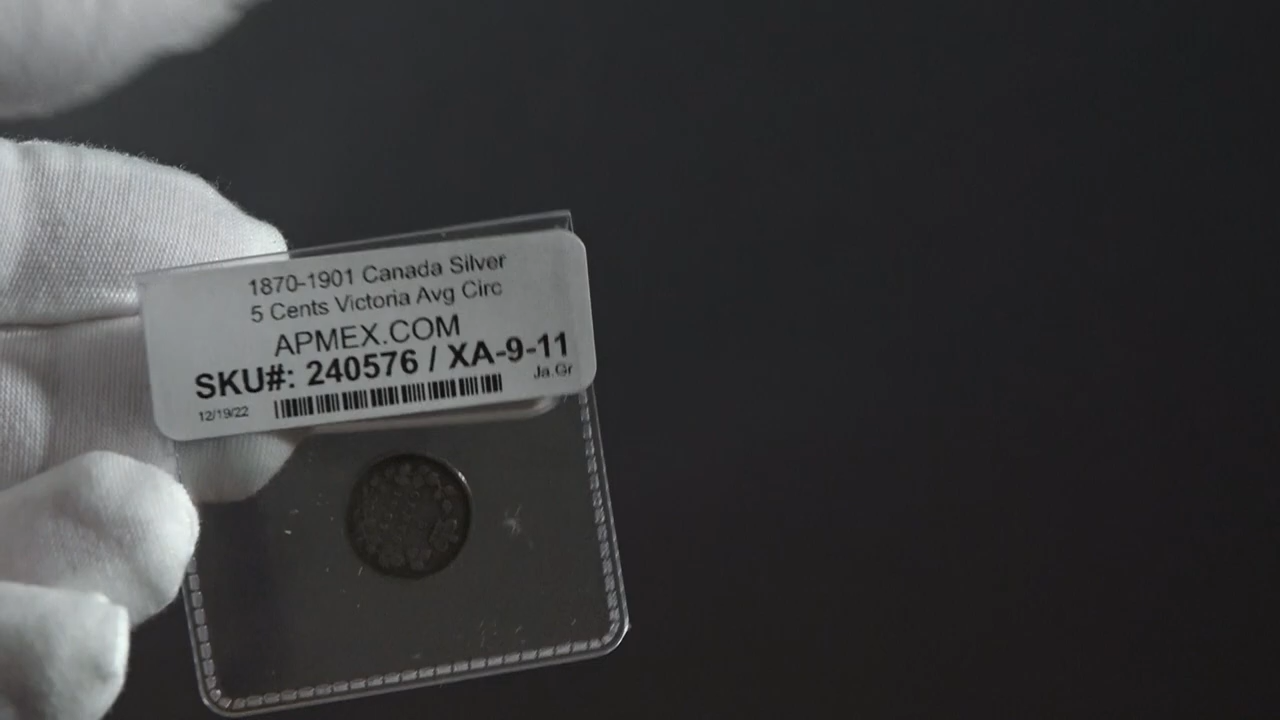 1870-1901 Canada Silver
5 Cents Victoria Avg Circ
APMEX.COM
SKU#: 240576 / XA-9-11
12/19/22 Ja.Gr